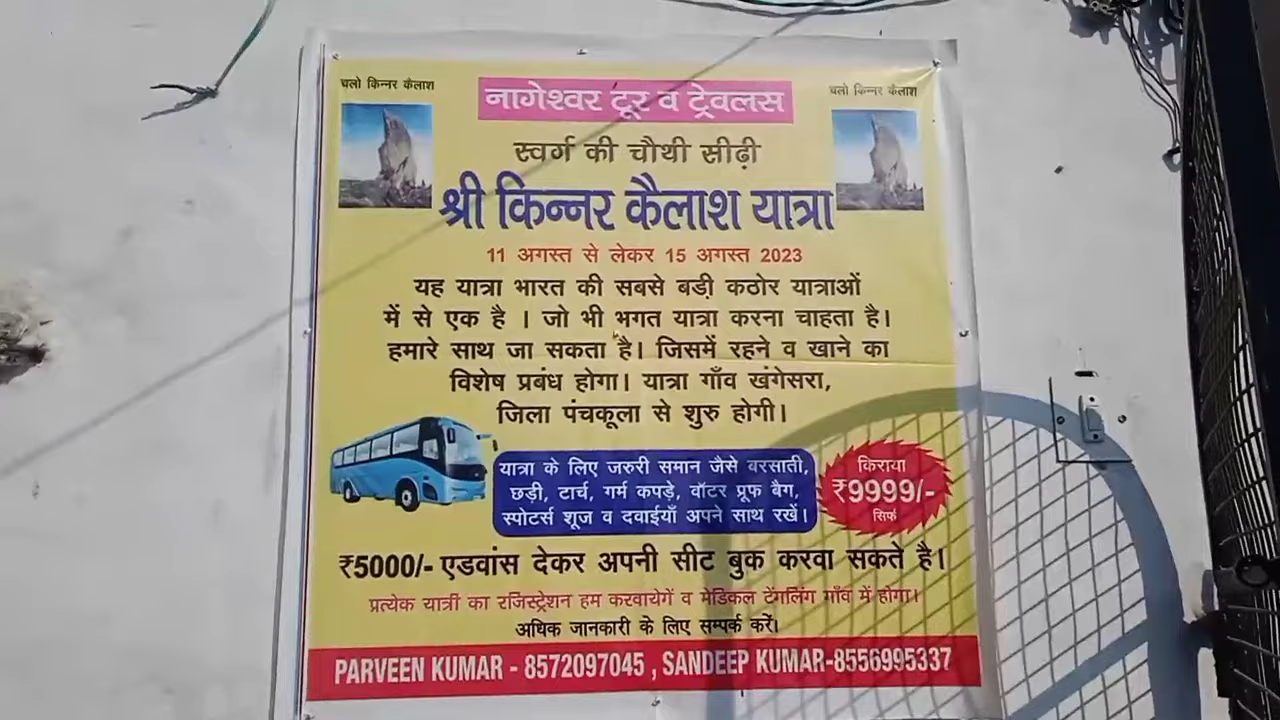 चलो किन्नर कैलाश
चलो किन्नर कैलाश
नागेश्वर टूर व ट्रेवलस
स्वर्ग की चौथी सीढ़ी
श्री किन्नर कैलाश यात्रा
11 अगस्त से लेकर 15 अगस्त 2023
यह यात्रा भारत की सबसे बडी़ कठोर यात्राओं
में से एक है । जो भी भगत यात्रा करना चाहता है।
हमारे साथ जा सकता है। जिसमें रहने व खाने का
विशेष प्रबंध होगा। यात्रा गाँव खंगेसरा,
जिला पंचकूला से शुरु होगी।
यात्रा के लिए जरुरी समान जैसे बरसाती,
छड़ी, टार्च, गर्म कपड़े, वॉटर प्रूफ बैग,
स्पोटर्स शूज व दवाईयाँ अपने साथ रखें।
किराया
₹9999/-
सिर्फ
₹5000/- एडवांस देकर अपनी सीट बुक करवा सकते है।
प्रत्येक यात्री का रजिस्ट्रेशन हम करवायेगें व मेडिकल टेंगलिंग गाँव में होगा।
अधिक जानकारी के लिए सम्पर्क करें।
PARVEEN KUMAR - 8572097045 , SANDEEP KUMAR-8556995337